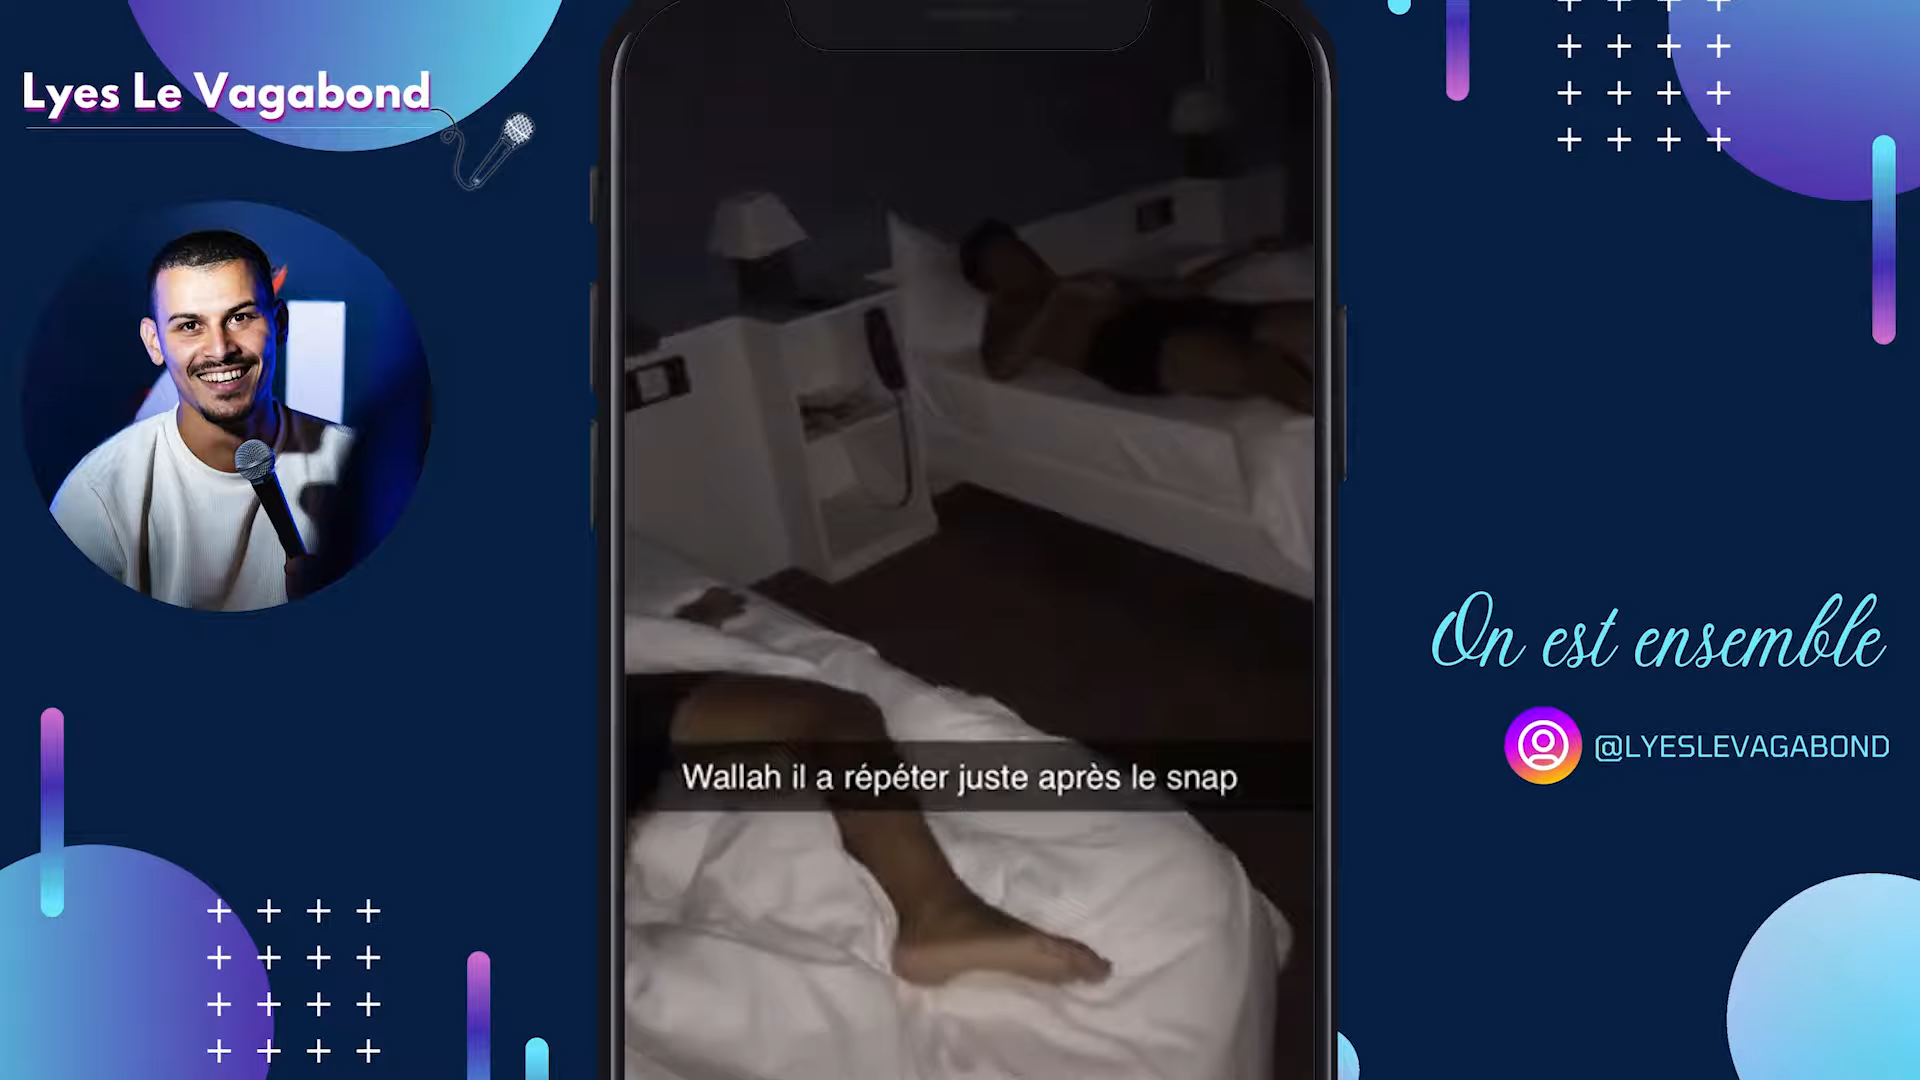 Lyes Le Vagabond
Wallah il a répéter juste après le snap
On est ensemble
@LYESLEVAGABOND